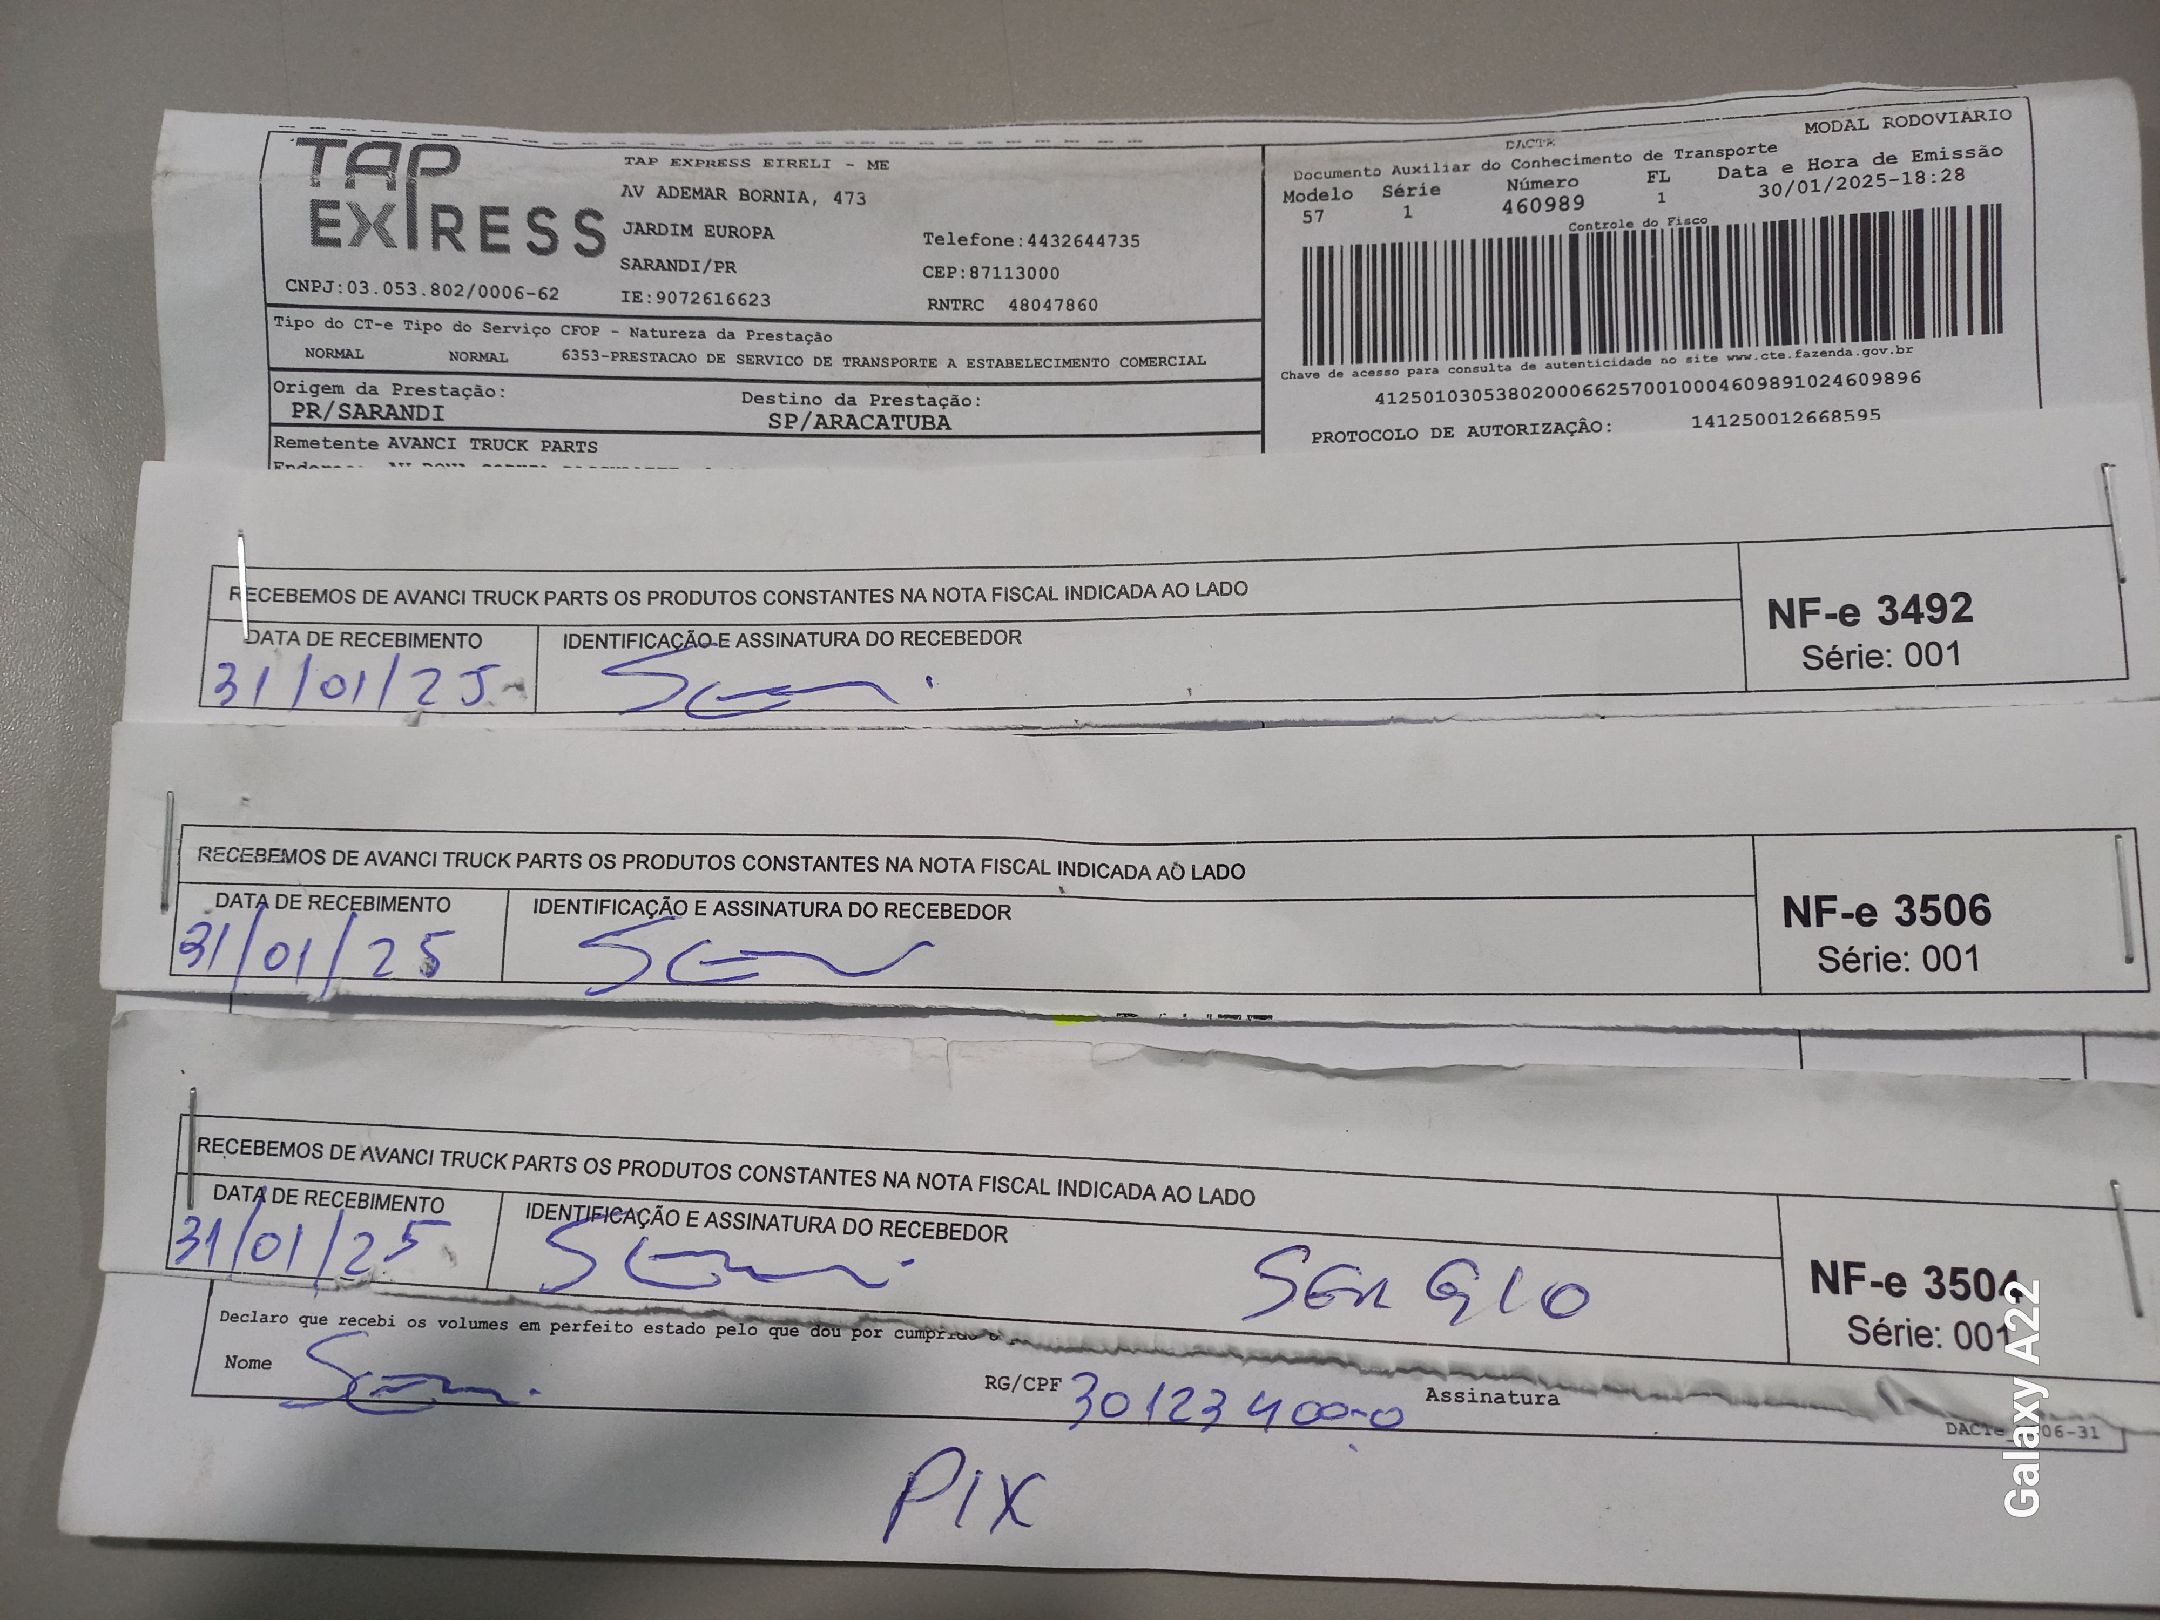 TAP EXPRESS
TAP EXPRESS EIRELI - ME
AV ADEMAR BORNIA, 473
JARDIM EUROPA
Telefone:4432644735
SARANDI/PR
CEP:87113000
CNPJ:03.053.802/0006-62
IE:9072616623
RNTRC 48047860
DACTE
MODAL RODOVIARIO
Documento Auxiliar do Conhecimento de Transporte
Modelo Série Número FL Data e Hora de Emissão
57 1 460989 1 30/01/2025-18:28
Controle do Fisco
Chave de acesso para consulta de autenticidade no site www.cte.fazenda.gov.br
41250103053802000662570010004609891024609896
PROTOCOLO DE AUTORIZAÇÂO: 141250012668595
Tipo do CT-e Tipo do Serviço CFOP - Natureza da Prestação
NORMAL NORMAL 6353-PRESTACAO DE SERVICO DE TRANSPORTE A ESTABELECIMENTO COMERCIAL
Origem da Prestação: Destino da Prestação:
PR/SARANDI SP/ARACATUBA
Remetente AVANCI TRUCK PARTS
RECEBEMOS DE AVANCI TRUCK PARTS OS PRODUTOS CONSTANTES NA NOTA FISCAL INDICADA AO LADO
NF-e 3492
Série: 001
DATA DE RECEBIMENTO IDENTIFICAÇÃO E ASSINATURA DO RECEBEDOR
31/01/25
RECEBEMOS DE AVANCI TRUCK PARTS OS PRODUTOS CONSTANTES NA NOTA FISCAL INDICADA AO LADO
NF-e 3506
Série: 001
DATA DE RECEBIMENTO IDENTIFICAÇÃO E ASSINATURA DO RECEBEDOR
31/01/25
RECEBEMOS DE AVANCI TRUCK PARTS OS PRODUTOS CONSTANTES NA NOTA FISCAL INDICADA AO LADO
NF-e 3504
Série: 001
DATA DE RECEBIMENTO IDENTIFICAÇÃO E ASSINATURA DO RECEBEDOR
31/01/25 SERGIO
Declaro que recebi os volumes em perfeito estado pelo que dou por cumprido o
Nome RG/CPF 30123400-0 Assinatura
06-31
PIX
Galaxy A22